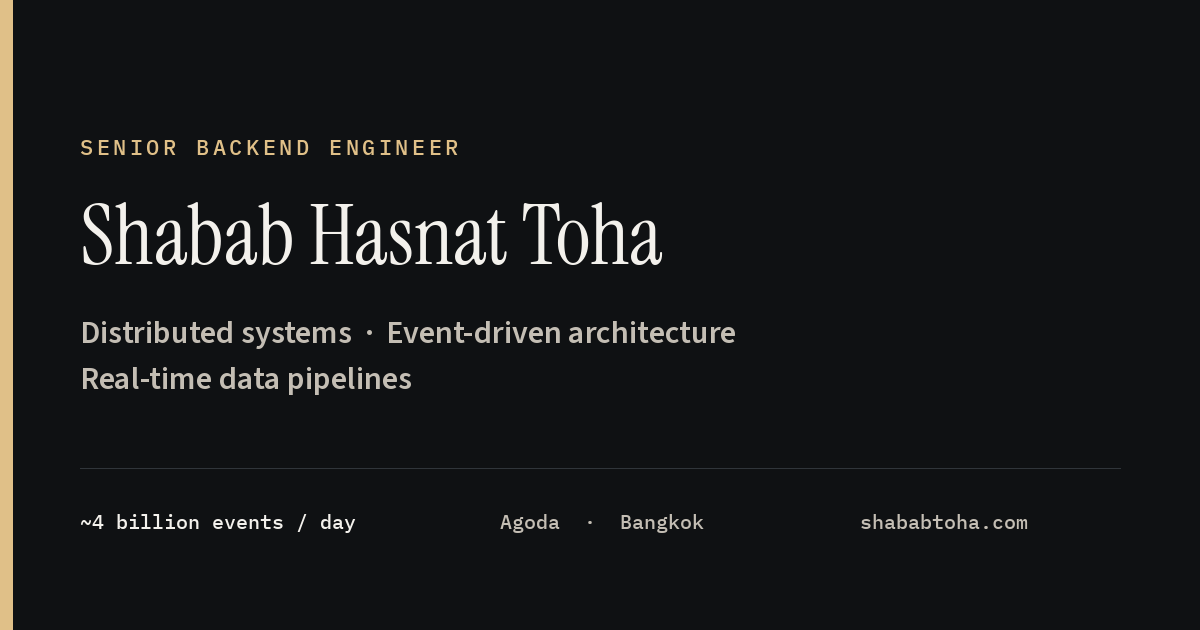 SENIOR BACKEND ENGINEER
Shabab Hasnat Toha
Distributed systems · Event-driven architecture
Real-time data pipelines
~4 billion events / day
Agoda · Bangkok
shababtoha.com